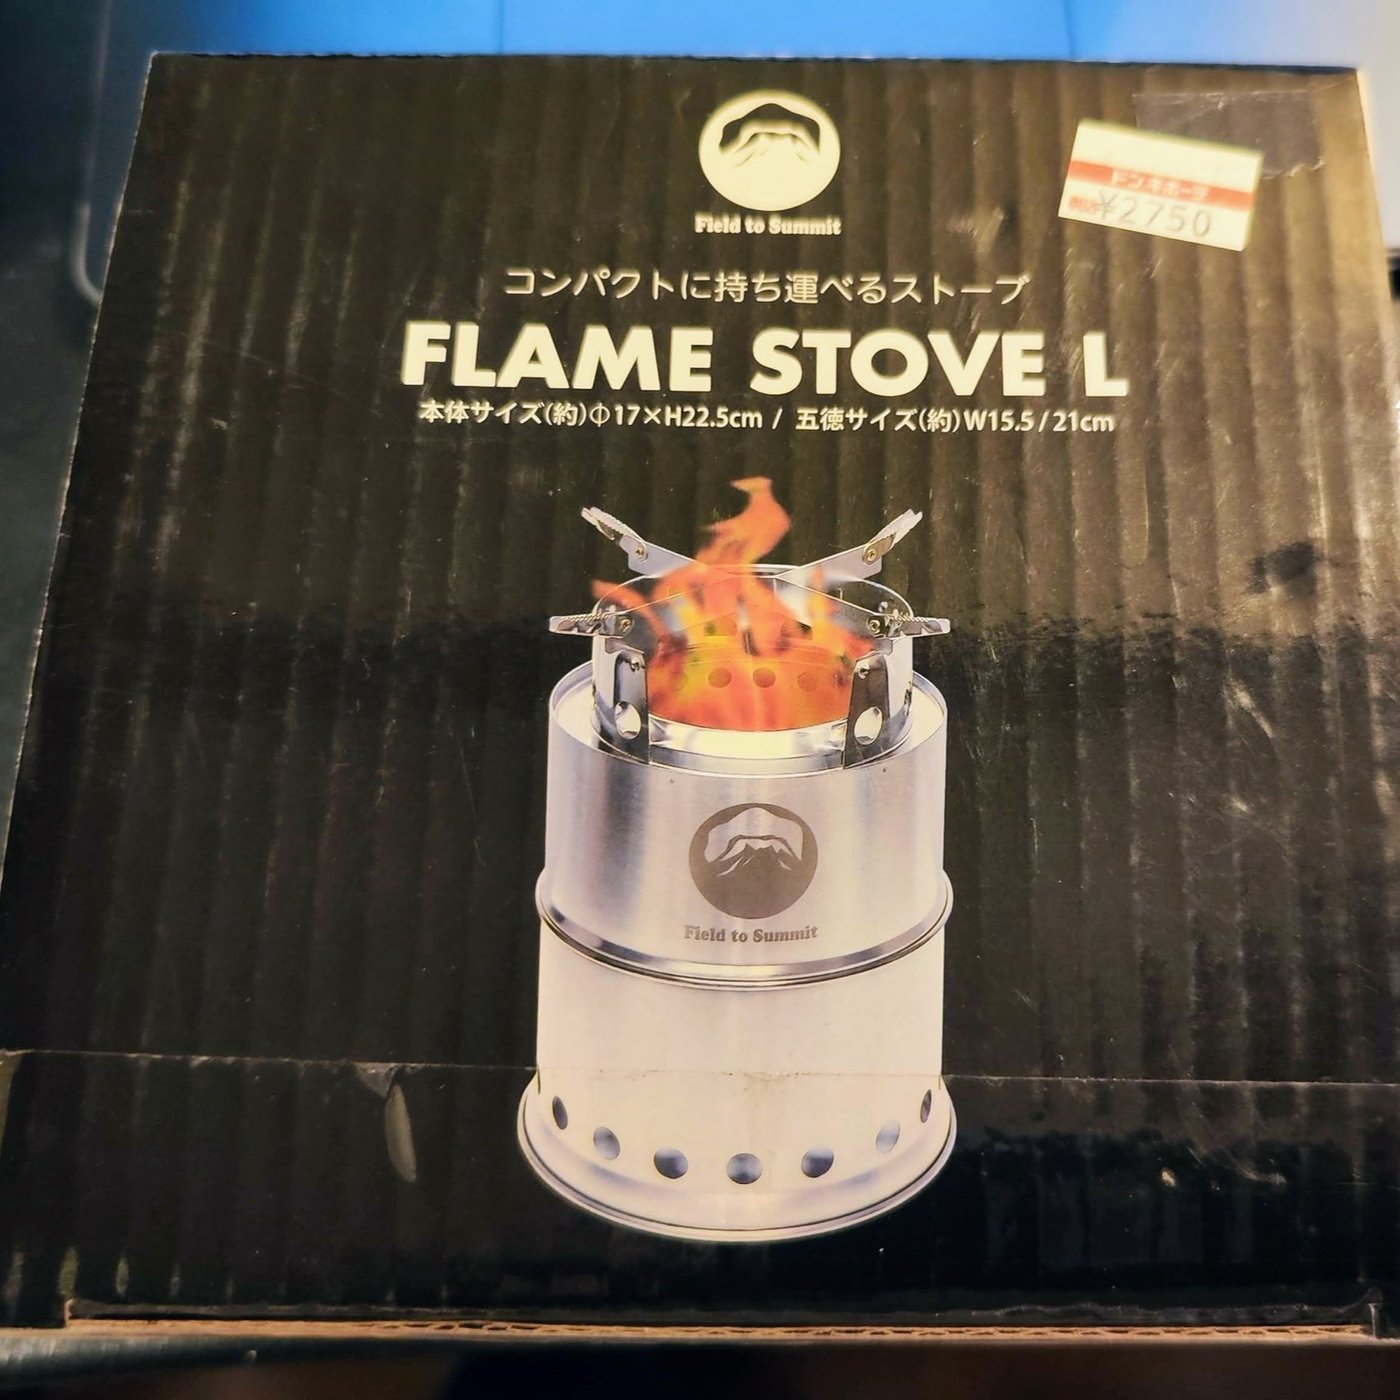 Field to Summit
ドン・キホーテ
税込¥2750
コンパクトに持ち運べるストーブ
FLAME STOVE L
本体サイズ(約)Φ17×H22.5cm / 五徳サイズ(約)W15.5/21cm
Field to Summit